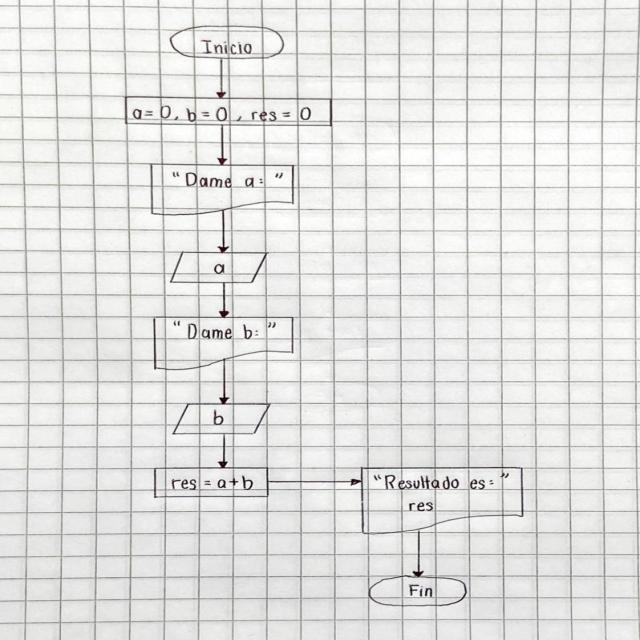 Inicio
a=0, b=0, res=0
"Dame a:"
a
"Dame b:"
b
res = a+b
"Resultado es:"
res
Fin